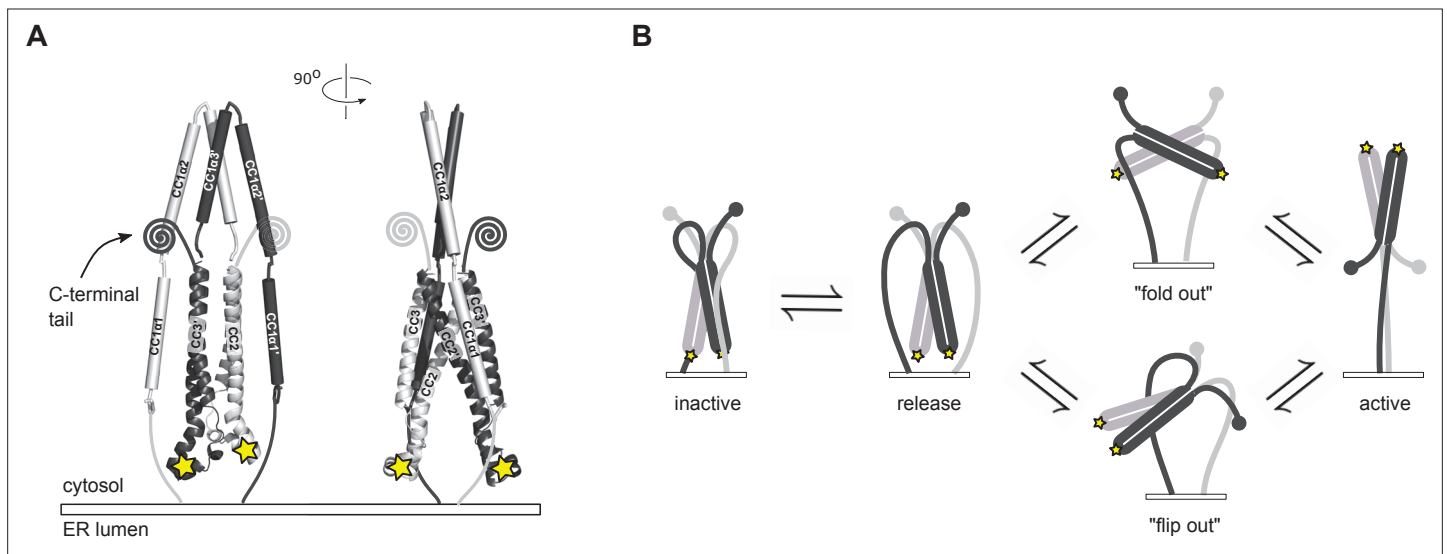 A
90°
CC1α2
CC1α3'
CC1α2'
CC1α2
C-terminal
tail
CC1α1
CC3'
CC2
CC1α1'
CC3
CC3'
CC1α1
CC2'
CC2
cytosol
ER lumen
B
"fold out"
inactive
release
active
"flip out"